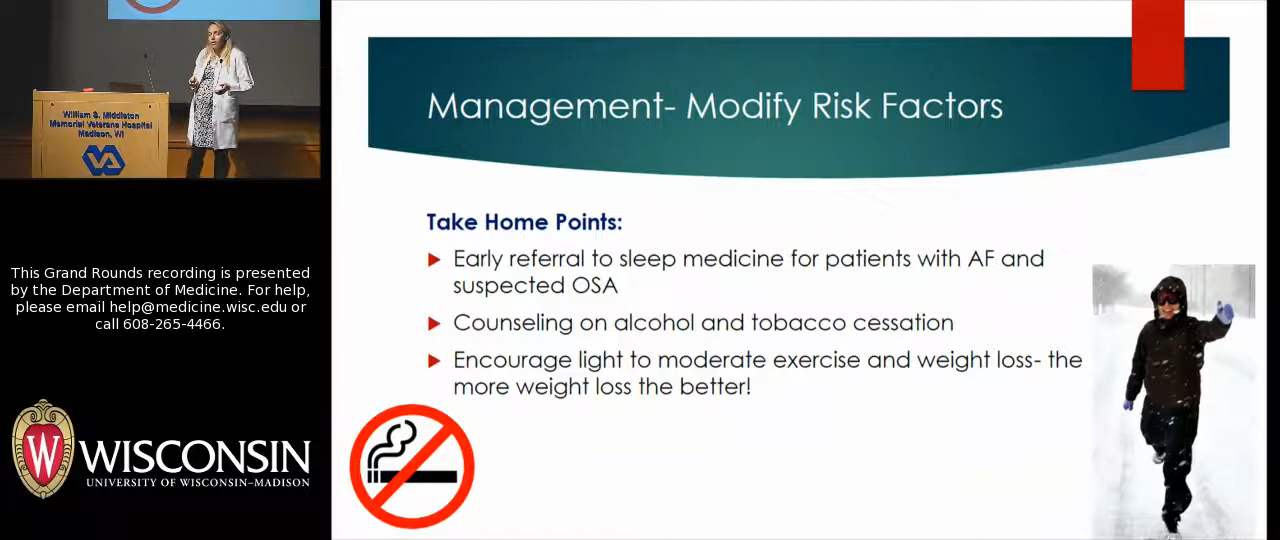 William S. Middleton
Memorial Veterans Hospital
Madison, WI
VA
This Grand Rounds recording is presented
by the Department of Medicine. For help,
please email help@medicine.wisc.edu or
call 608-265-4466.
W
WISCONSIN
UNIVERSITY OF WISCONSIN–MADISON
Management- Modify Risk Factors
Take Home Points:
Early referral to sleep medicine for patients with AF and
suspected OSA
Counseling on alcohol and tobacco cessation
Encourage light to moderate exercise and weight loss- the
more weight loss the better!